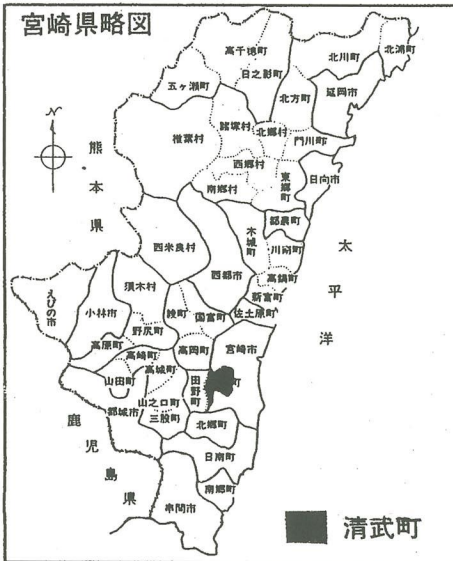 宮崎県略図
高千穂町
北川町
北浦町
日之影町
五ヶ瀬町
北方町
延岡市
諸塚村
北郷村
門川町
椎葉村
西郷村
東郷町
日向市
南郷村
N
熊本県
都農町
木城町
川南町
西米良村
西都市
高鍋町
太平洋
新富町
須木村
綾町
国富町
佐土原町
えびの市
小林市
野尻町
高岡町
宮崎市
高原町
高崎町
高城町
山田町
田野町
町
山之口町
都城市
三股町
北郷町
鹿児島県
日南町
南郷町
串間市
清武町